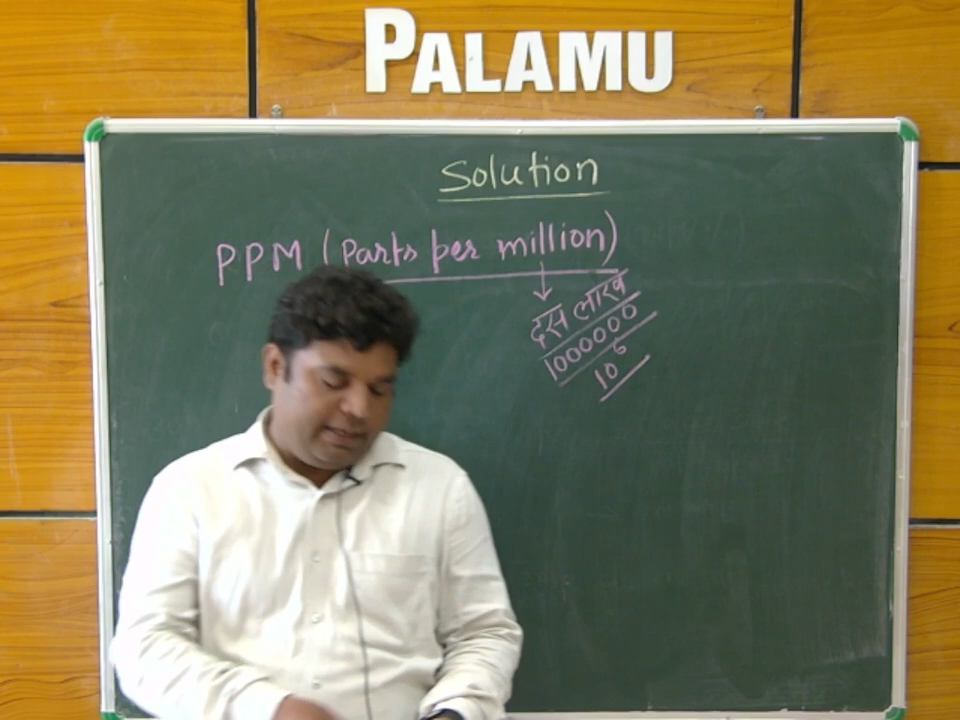 PALAMU
Solution
PPM (Parts per million)
दस लाख
1000000
10⁶